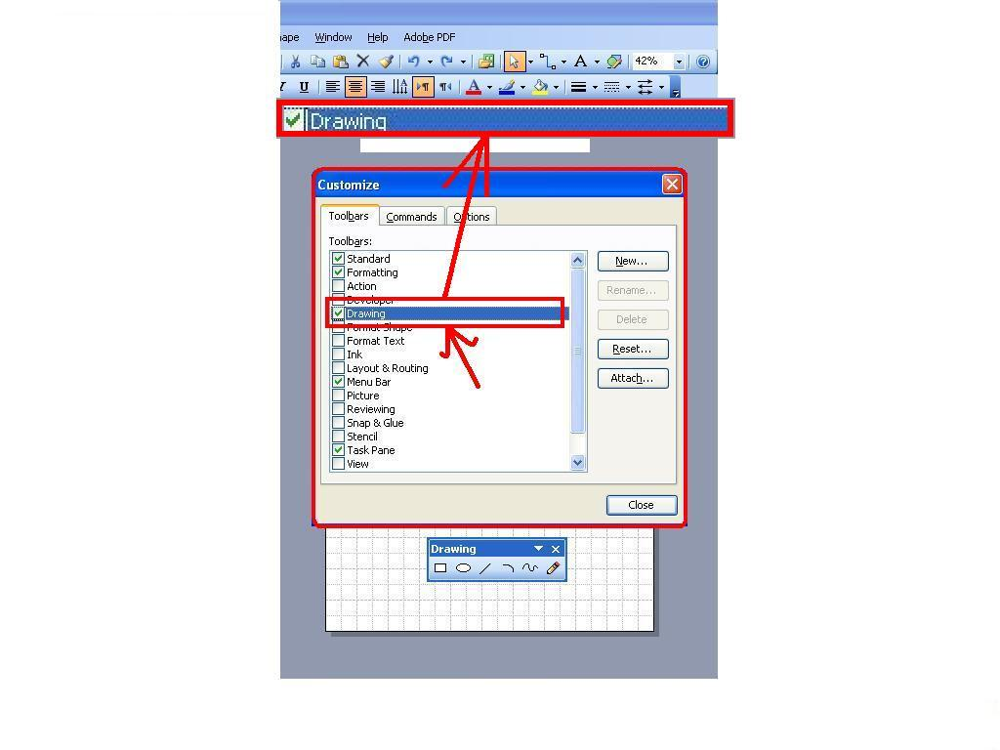 ape Window Help Adobe PDF
A 42%
U A
Drawing
Customize
Toolbars Commands Options
Toolbars:
Standard
Formatting
Action
Developer
Drawing
Format Shape
Format Text
Ink
Layout & Routing
Menu Bar
Picture
Reviewing
Snap & Glue
Stencil
Task Pane
View
New...
Rename...
Delete
Reset...
Attach...
Close
Drawing